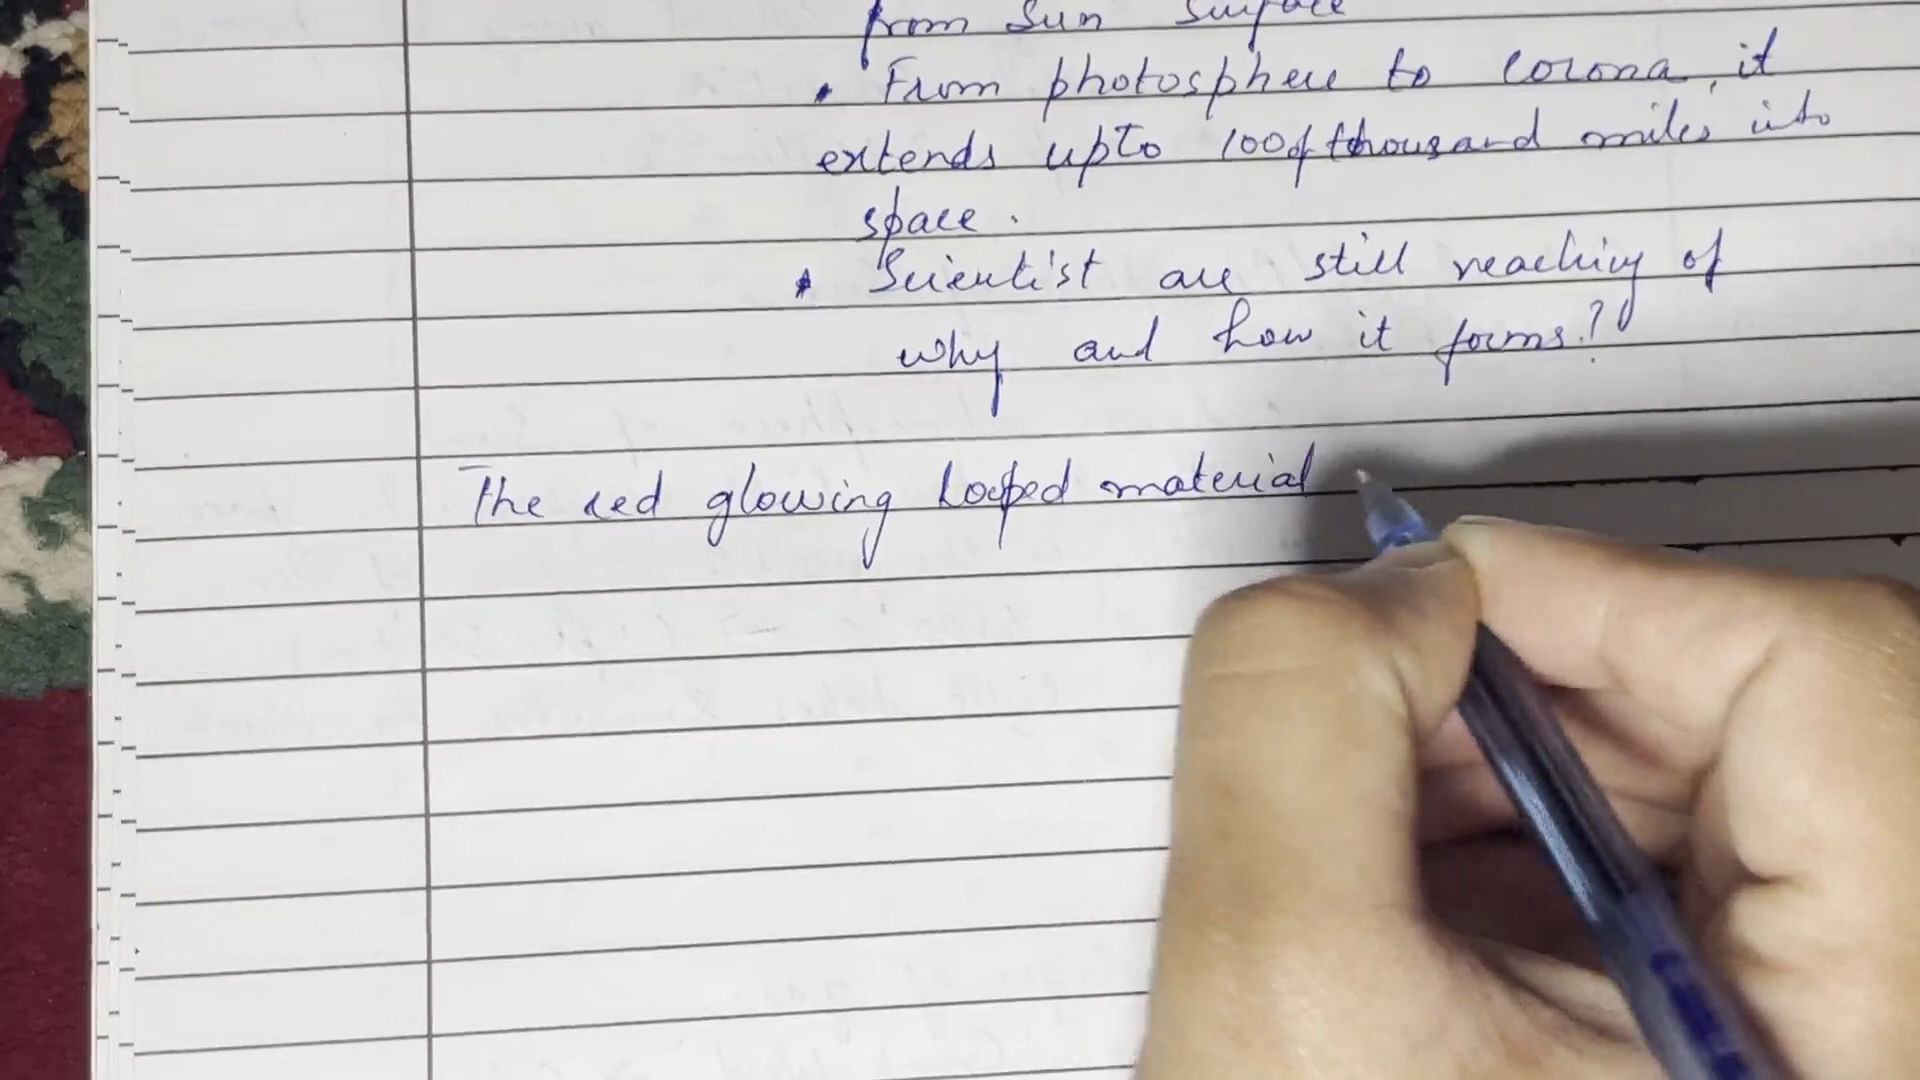 from Sun Surface
• From photosphere to corona, it
extends upto 100of thousand miles into
space.
• Scientist are still reaching of
why and how it forms?
The red glowing looped material